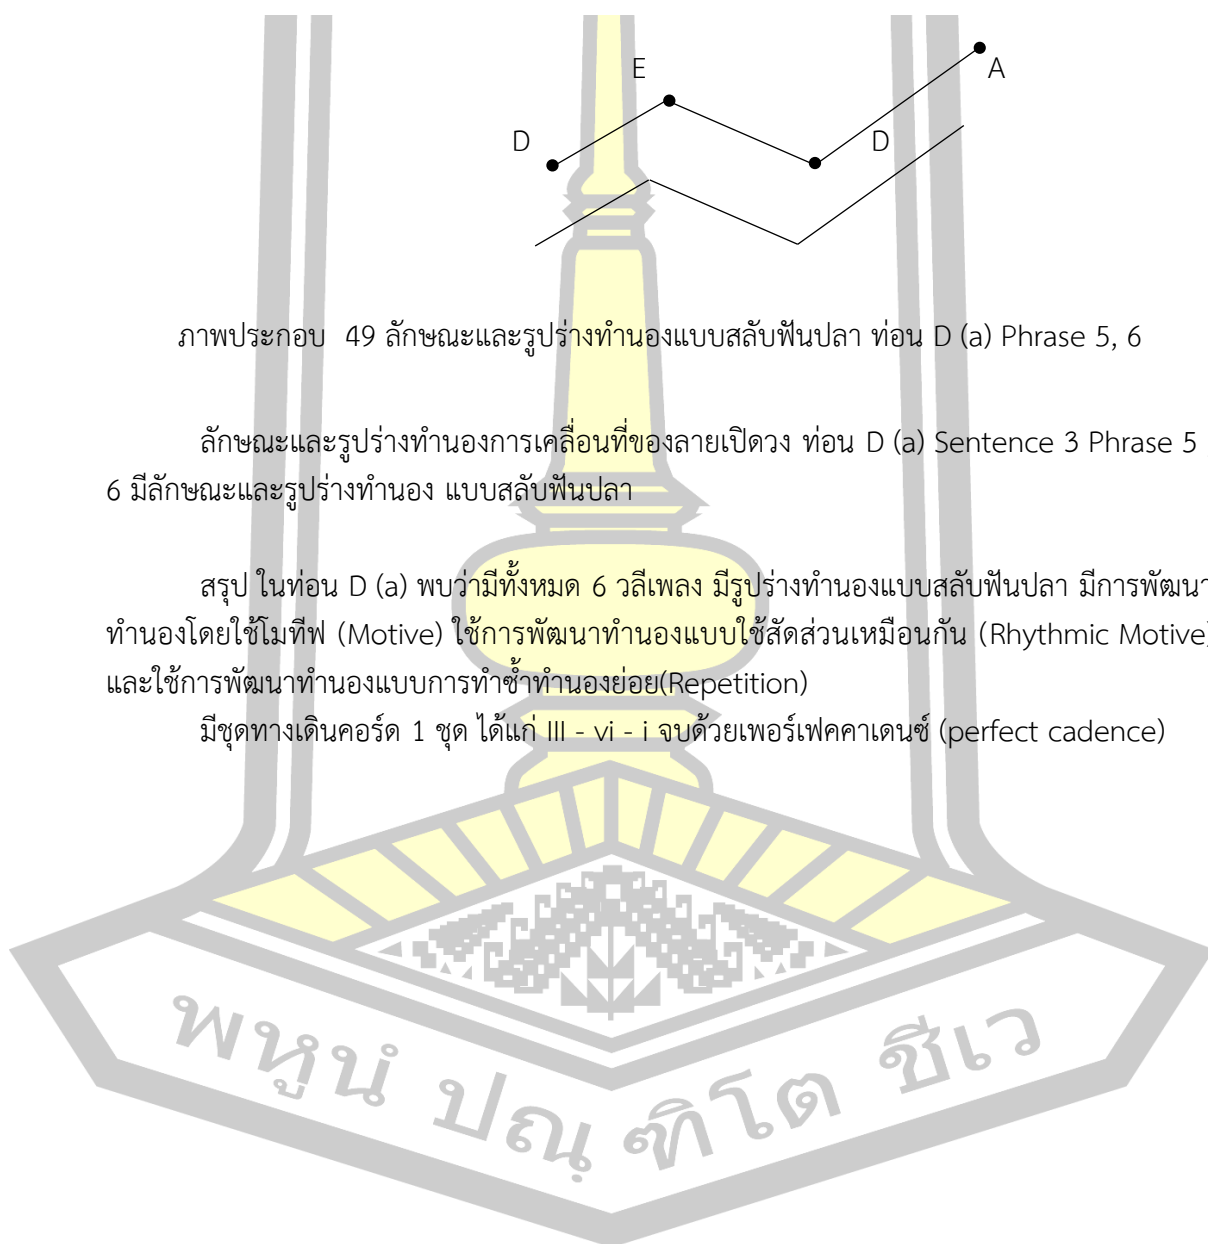 A
E
D
D
ภาพประกอบ 49 ลักษณะและรูปร่างทำนองแบบสลับฟันปลา ท่อน D (a) Phrase 5, 6
ลักษณะและรูปร่างทำนองการเคลื่อนที่ของลายเปิดวง ท่อน D (a) Sentence 3 Phrase 5
6 มีลักษณะและรูปร่างทำนอง แบบสลับฟันปลา
สรุป ในท่อน D (a) พบว่ามีทั้งหมด 6 วลีเพลง มีรูปร่างทำนองแบบสลับฟันปลา มีการพัฒนา
ทำนองโดยใช้โมทีฟ (Motive) ใช้การพัฒนาทำนองแบบใช้สัดส่วนเหมือนกัน (Rhythmic Motive)
และใช้การพัฒนาทำนองแบบการทำซ้ำทำนองย่อย(Repetition)
มีชุดทางเดินคอร์ด 1 ชุด ได้แก่ III - vi - i จบด้วยเพอร์เฟคคาเดนซ์ (perfect cadence)
พหูนํ ปณฺฑิโต ชีเว